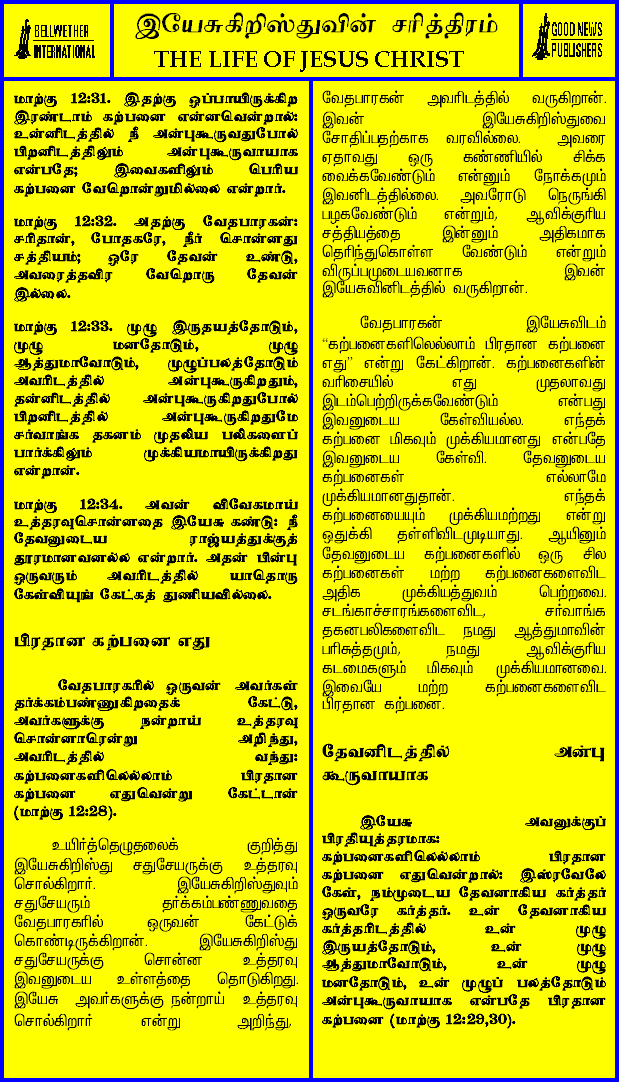 BELLWETHER
INTERNATIONAL
இயேசுகிறிஸ்துவின் சரித்திரம்
THE LIFE OF JESUS CHRIST
GOOD NEWS
PUBLISHERS
மாற்கு 12:31. இதற்கு ஒப்பாயிருக்கிற
இரண்டாம் கற்பனை என்னவென்றால்:
உன்னிடத்தில் நீ அன்புகூருவதுபோல்
பிறனிடத்திலும் அன்புகூருவாயாக
என்பதே; இவைகளிலும் பெரிய
கற்பனை வேறொன்றுமில்லை என்றார்.
மாற்கு 12:32. அதற்கு வேதபாரகன்:
சரிதான், போதகரே, நீர் சொன்னது
சத்தியம்; ஒரே தேவன் உண்டு,
அவரைத்தவிர வேறொரு தேவன்
இல்லை.
மாற்கு 12:33. முழு இருதயத்தோடும்,
முழு மனதோடும், முழு
ஆத்துமாவோடும், முழுப்பலத்தோடும்
அவரிடத்தில் அன்புகூருகிறதும்,
தன்னிடத்தில் அன்புகூருகிறதுபோல்
பிறனிடத்தில் அன்புகூருகிறதுமே
சர்வாங்க தகனம் முதலிய பலிகளைப்
பார்க்கிலும் முக்கியமாயிருக்கிறது
என்றான்.
மாற்கு 12:34. அவன் விவேகமாய்
உத்தரவுசொன்னதை இயேசு கண்டு: நீ
தேவனுடைய ராஜ்யத்துக்குத்
தூரமானவனல்ல என்றார். அதன் பின்பு
ஒருவரும் அவரிடத்தில் யாதொரு
கேள்வியுங் கேட்கத் துணியவில்லை.
பிரதான கற்பனை எது
வேதபாரகரில் ஒருவன் அவர்கள்
தர்க்கம்பண்ணுகிறதைக் கேட்டு,
அவர்களுக்கு நன்றாய் உத்தரவு
சொன்னாரென்று அறிந்து,
அவரிடத்தில் வந்து:
கற்பனைகளிலெல்லாம் பிரதான
கற்பனை எதுவென்று கேட்டான்
(மாற்கு 12:28).
உயிர்த்தெழுதலைக் குறித்து
இயேசுகிறிஸ்து சதுசேயருக்கு உத்தரவு
சொல்கிறார். இயேசுகிறிஸ்துவும்
சதுசேயரும் தர்க்கம்பண்ணுவதை
வேதபாரகரில் ஒருவன் கேட்டுக்
கொண்டிருக்கிறான். இயேசுகிறிஸ்து
சதுசேயருக்கு சொன்ன உத்தரவு
இவனுடைய உள்ளத்தை தொடுகிறது.
இயேசு அவர்களுக்கு நன்றாய் உத்தரவு
சொல்கிறார் என்று அறிந்து,
வேதபாரகன் அவரிடத்தில் வருகிறான்.
இவன் இயேசுகிறிஸ்துவை
சோதிப்பதற்காக வரவில்லை. அவரை
ஏதாவது ஒரு கண்ணியில் சிக்க
வைக்கவேண்டும் என்னும் நோக்கமும்
இவனிடத்தில்லை. அவரோடு நெருங்கி
பழகவேண்டும் என்றும், ஆவிக்குரிய
சத்தியத்தை இன்னும் அதிகமாக
தெரிந்துகொள்ள வேண்டும் என்றும்
விருப்பமுடையவனாக இவன்
இயேசுவினிடத்தில் வருகிறான்.
வேதபாரகன் இயேசுவிடம்
“கற்பனைகளிலெல்லாம் பிரதான கற்பனை
எது” என்று கேட்கிறான். கற்பனைகளின்
வரிசையில் எது முதலாவது
இடம்பெற்றிருக்கவேண்டும் என்பது
இவனுடைய கேள்வியல்ல. எந்தக்
கற்பனை மிகவும் முக்கியமானது என்பதே
இவனுடைய கேள்வி. தேவனுடைய
கற்பனைகள் எல்லாமே
முக்கியமானதுதான். எந்தக்
கற்பனையையும் முக்கியமற்றது என்று
ஒதுக்கி தள்ளிவிடமுடியாது. ஆயினும்
தேவனுடைய கற்பனைகளில் ஒரு சில
கற்பனைகள் மற்ற கற்பனைகளைவிட
அதிக முக்கியத்துவம் பெற்றவை.
சடங்காச்சாரங்களைவிட, சர்வாங்க
தகனபலிகளைவிட நமது ஆத்துமாவின்
பரிசுத்தமும், நமது ஆவிக்குரிய
கடமைகளும் மிகவும் முக்கியமானவை.
இவையே மற்ற கற்பனைகளைவிட
பிரதான கற்பனை.
தேவனிடத்தில் அன்பு
கூருவாயாக
இயேசு அவனுக்குப்
பிரதியுத்தரமாக:
கற்பனைகளிலெல்லாம் பிரதான
கற்பனை எதுவென்றால்: இஸ்ரவேலே
கேள், நம்முடைய தேவனாகிய கர்த்தர்
ஒருவரே கர்த்தர். உன் தேவனாகிய
கர்த்தரிடத்தில் உன் முழு
இருயத்தோடும், உன் முழு
ஆத்துமாவோடும், உன் முழு
மனதோடும், உன் முழுப் பலத்தோடும்
அன்புகூருவாயாக என்பதே பிரதான
கற்பனை (மாற்கு 12:29,30).